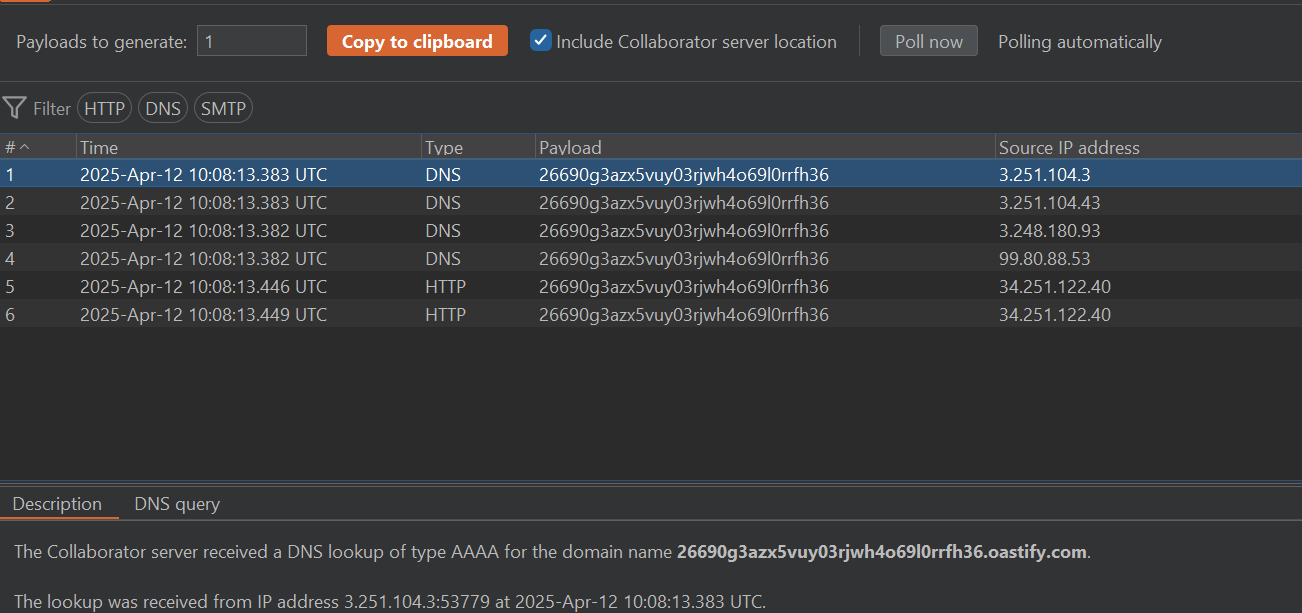 Payloads to generate: 1 Copy to clipboard Include Collaborator server location Poll now Polling automatically
Filter HTTP DNS SMTP
# Time Type Payload Source IP address
1 2025-Apr-12 10:08:13.383 UTC DNS 26690g3azx5vuy03rjwh4o69l0rrfh36 3.251.104.3
2 2025-Apr-12 10:08:13.383 UTC DNS 26690g3azx5vuy03rjwh4o69l0rrfh36 3.251.104.43
3 2025-Apr-12 10:08:13.382 UTC DNS 26690g3azx5vuy03rjwh4o69l0rrfh36 3.248.180.93
4 2025-Apr-12 10:08:13.382 UTC DNS 26690g3azx5vuy03rjwh4o69l0rrfh36 99.80.88.53
5 2025-Apr-12 10:08:13.446 UTC HTTP 26690g3azx5vuy03rjwh4o69l0rrfh36 34.251.122.40
6 2025-Apr-12 10:08:13.449 UTC HTTP 26690g3azx5vuy03rjwh4o69l0rrfh36 34.251.122.40
Description DNS query
The Collaborator server received a DNS lookup of type AAAA for the domain name 26690g3azx5vuy03rjwh4o69l0rrfh36.oastify.com.
The lookup was received from IP address 3.251.104.3:53779 at 2025-Apr-12 10:08:13.383 UTC.